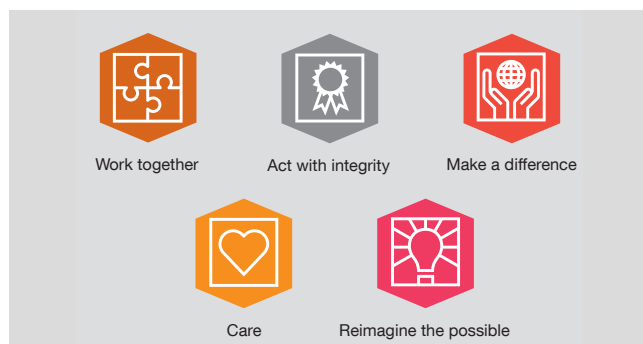 Work together
Act with integrity
Make a difference
Care
Reimagine the possible